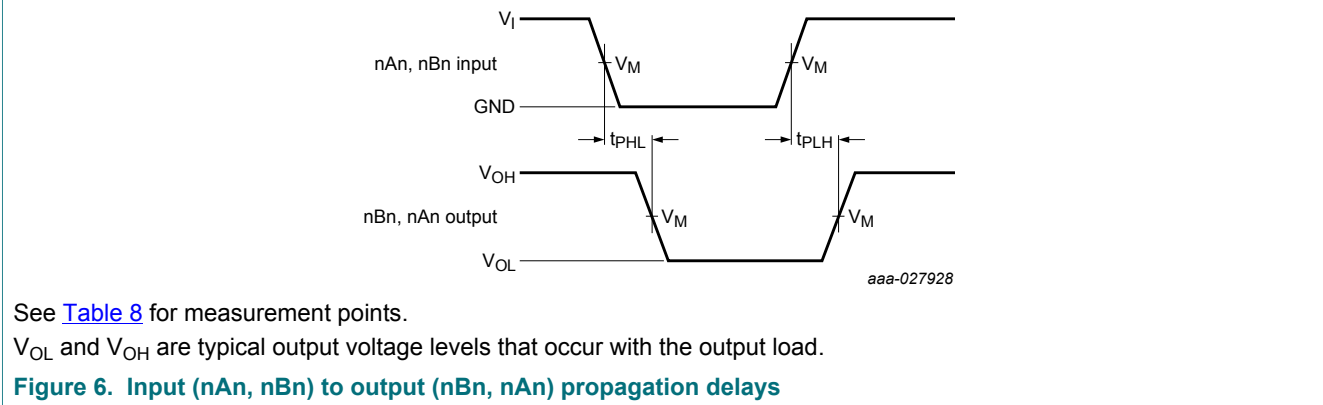 VI
nAn, nBn input
VM
VM
GND
tPHL
tPLH
VOH
nBn, nAn output
VM
VM
VOL
aaa-027928
See Table 8 for measurement points.
VOL and VOH are typical output voltage levels that occur with the output load.
Figure 6. Input (nAn, nBn) to output (nBn, nAn) propagation delays